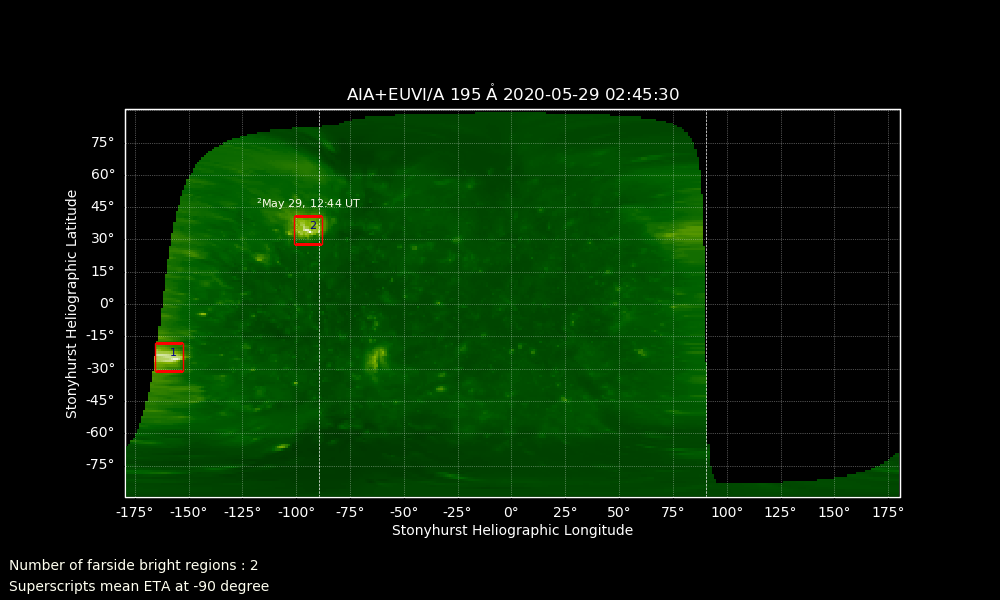 AIA+EUVI/A 195 Å 2020-05-29 02:45:30
Stonyhurst Heliographic Latitude
75°
60°
45°
30°
15°
0°
-15°
-30°
-45°
-60°
-75°
²May 29, 12:44 UT
2
1
-175° -150° -125° -100° -75° -50° -25° 0° 25° 50° 75° 100° 125° 150° 175°
Stonyhurst Heliographic Longitude
Number of farside bright regions : 2
Superscripts mean ETA at -90 degree